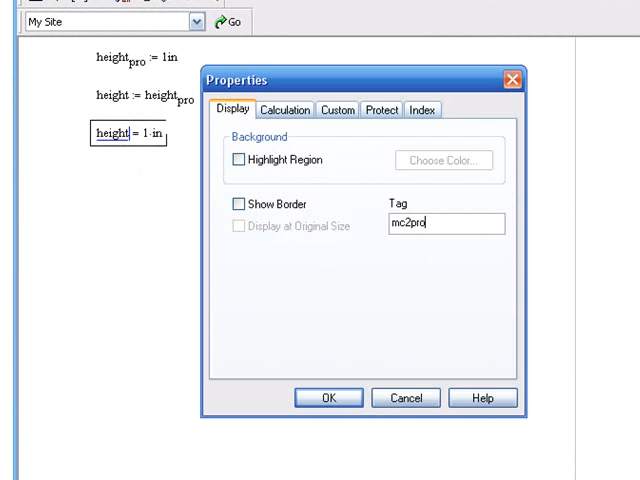 My Site
Go
height_pro := 1in
height := height_pro
height = 1·in
Properties
Display Calculation Custom Protect Index
Background
Highlight Region
Choose Color...
Show Border
Tag
Display at Original Size
mc2pro
OK Cancel Help